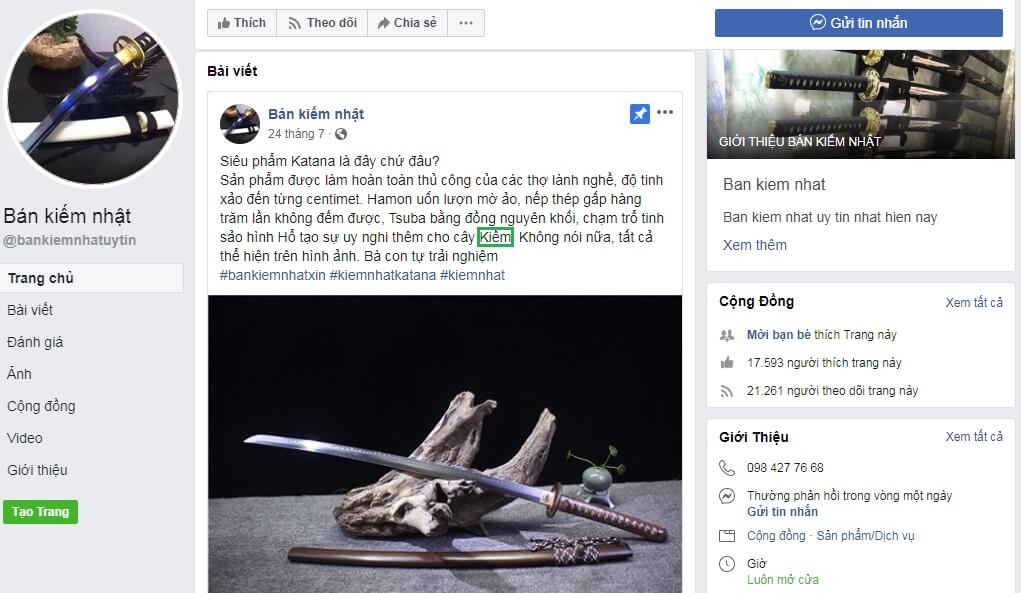 Thích
Theo dõi
Chia sẻ
Gửi tin nhắn
Bán kiếm nhật
@bankiemnhatuytin
Trang chủ
Bài viết
Đánh giá
Ảnh
Cộng đồng
Video
Giới thiệu
Tạo Trang
Bài viết
Bán kiếm nhật
24 tháng 7 ·
Siêu phẩm Katana là đây chứ đâu?
Sản phẩm được làm hoàn toàn thủ công của các thợ lành nghề, độ tinh
xảo đến từng centimet. Hamon uốn lượn mờ ảo, nếp thép gấp hàng
trăm lần không đếm được, Tsuba bằng đồng nguyên khối, chạm trổ tinh
sảo hình Hổ tạo sự uy nghi thêm cho cây Kiếm. Không nói nữa, tất cả
thể hiện trên hình ảnh. Bà con tự trải nghiệm
#bankiemnhatxin #kiemnhatkatana #kiemnhat
GIỚI THIỆU BÁN KIẾM NHẬT
Ban kiem nhat
Ban kiem nhat uy tin nhat hien nay
Xem thêm
Cộng Đồng
Xem tất cả
Mời bạn bè thích Trang này
17.593 người thích trang này
21.261 người theo dõi trang này
Giới Thiệu
Xem tất cả
098 427 76 68
Thường phản hồi trong vòng một ngày
Gửi tin nhắn
Cộng đồng · Sản phẩm/Dịch vụ
Giờ
Luôn mở cửa